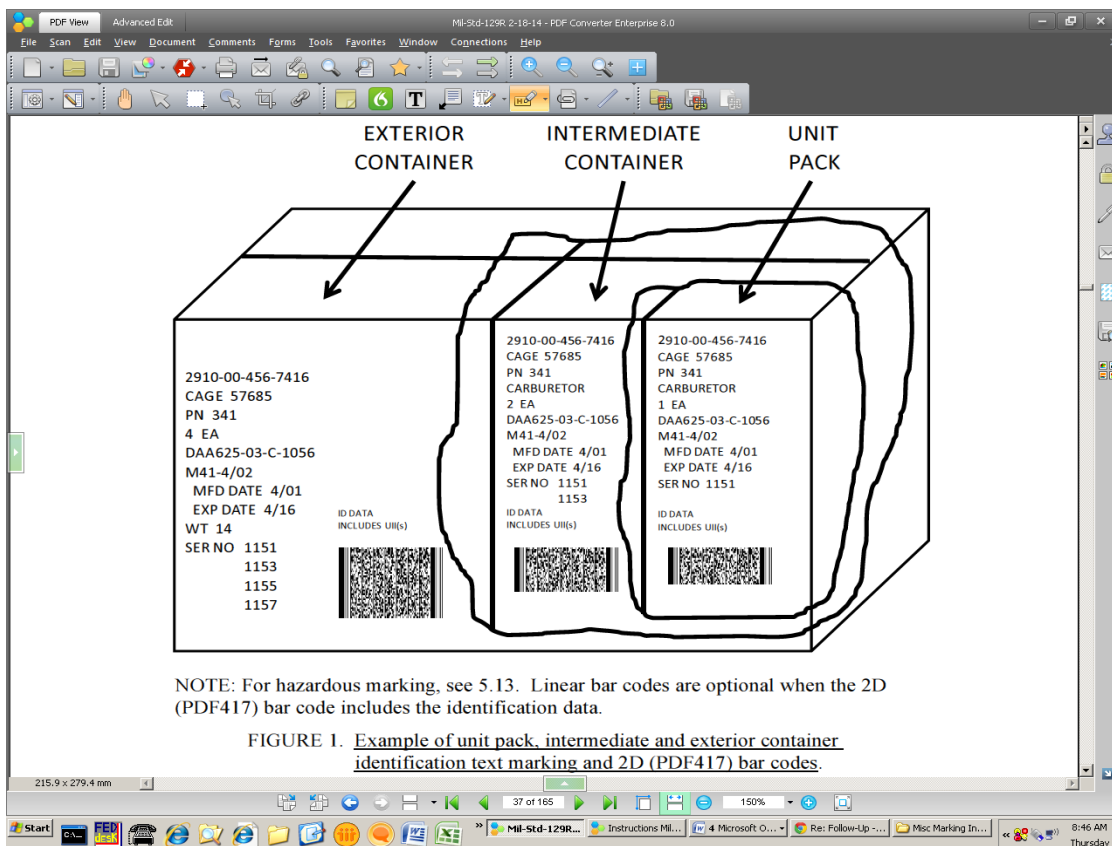 PDF View
Advanced Edit
Mil-Std-129R 2-18-14 - PDF Converter Enterprise 8.0
File Scan Edit View Document Comments Forms Tools Favorites Window Connections Help
EXTERIOR
CONTAINER
INTERMEDIATE
CONTAINER
UNIT
PACK
2910-00-456-7416
CAGE 57685
PN 341
4 EA
DAA625-03-C-1056
M41-4/02
MFD DATE 4/01
EXP DATE 4/16
WT 14
SER NO 1151
1153
1155
1157
ID DATA
INCLUDES UII(s)
2910-00-456-7416
CAGE 57685
PN 341
CARBURETOR
2 EA
DAA625-03-C-1056
M41-4/02
MFD DATE 4/01
EXP DATE 4/16
SER NO 1151
1153
ID DATA
INCLUDES UII(s)
2910-00-456-7416
CAGE 57685
PN 341
CARBURETOR
1 EA
DAA625-03-C-1056
M41-4/02
MFD DATE 4/01
EXP DATE 4/16
SER NO 1151
ID DATA
INCLUDES UII(s)
NOTE: For hazardous marking, see 5.13. Linear bar codes are optional when the 2D
(PDF417) bar code includes the identification data.
FIGURE 1. Example of unit pack, intermediate and exterior container
identification text marking and 2D (PDF417) bar codes.
215.9 x 279.4 mm
37 of 165
150%
Start
FED
desk
Mil-Std-129R...
Instructions Mil...
4 Microsoft O...
Re: Follow-Up -...
Misc Marking In...
8:46 AM
Thursday